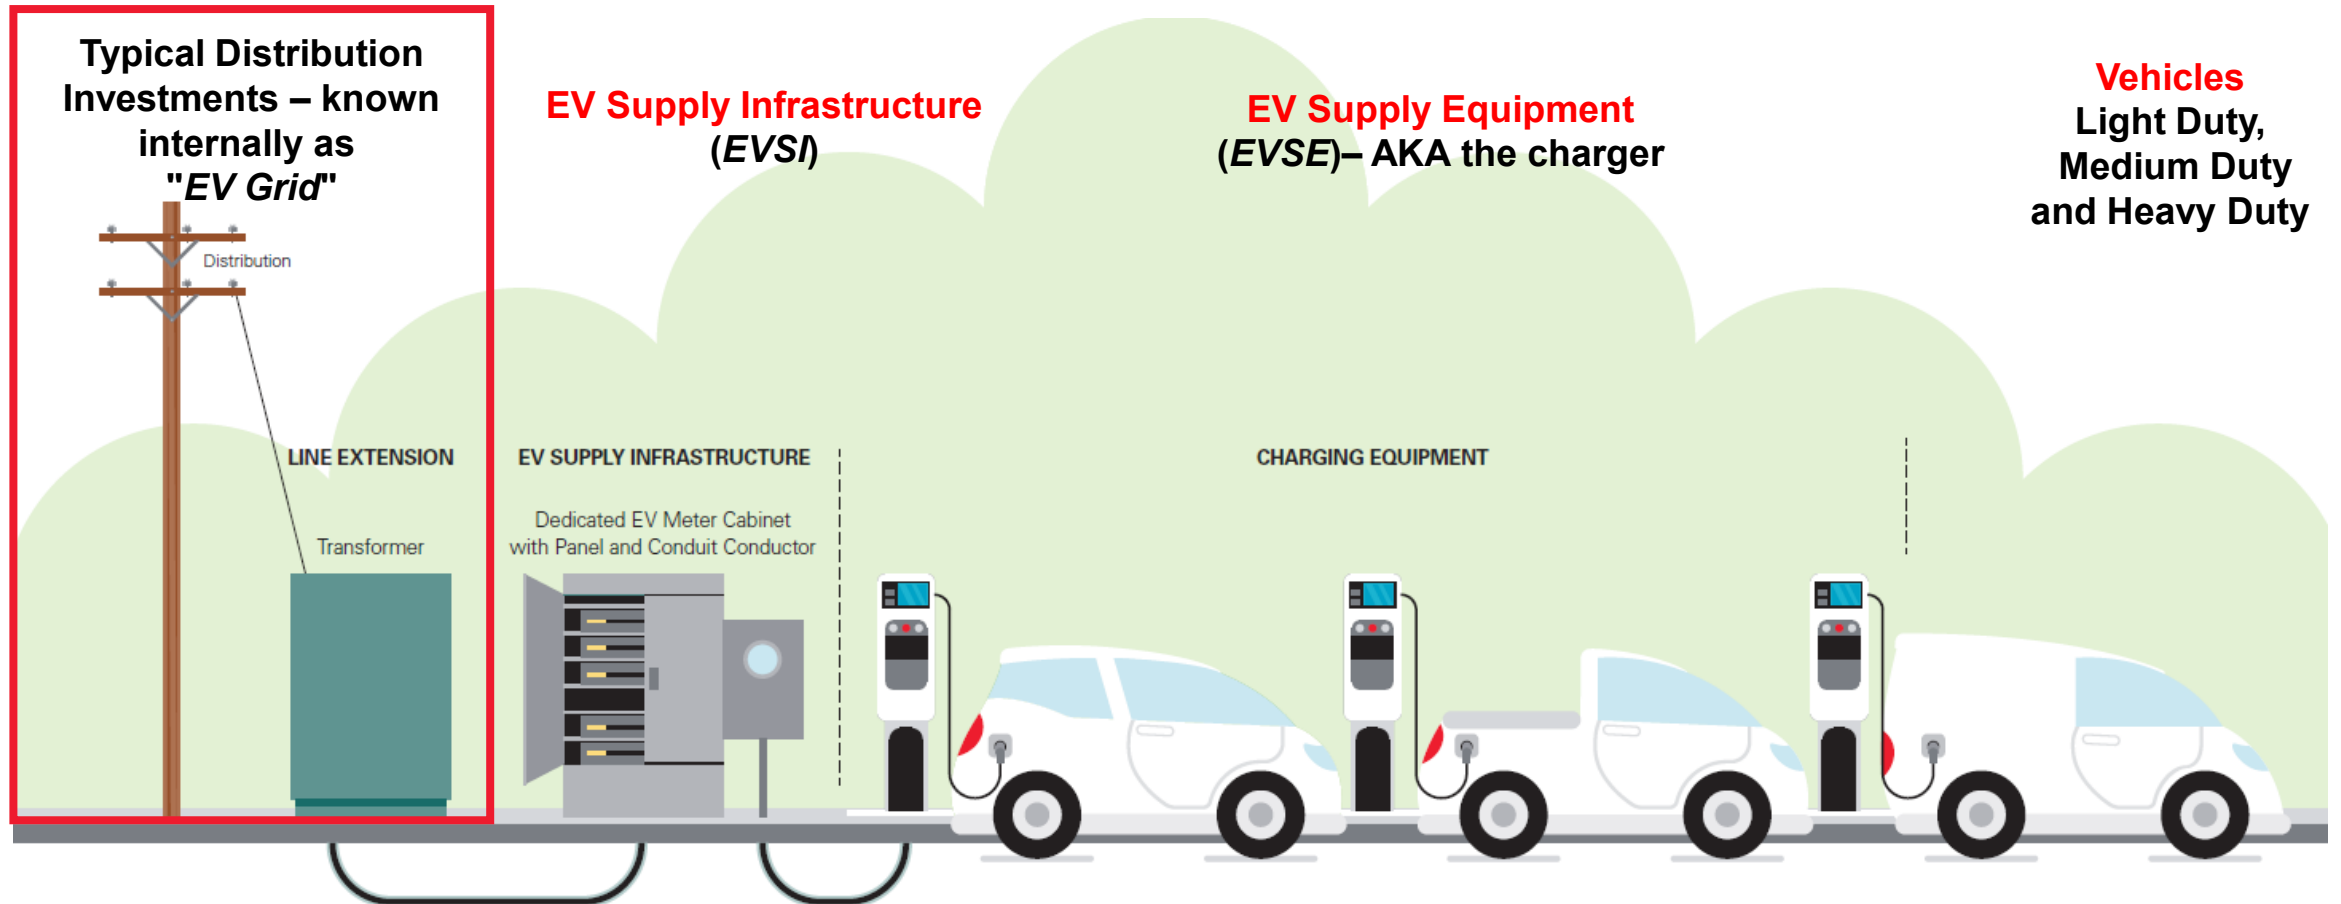 Typical Distribution
Investments – known
internally as
"EV Grid"
EV Supply Infrastructure
(EVSI)
EV Supply Equipment
(EVSE)– AKA the charger
Vehicles
Light Duty,
Medium Duty
and Heavy Duty
Distribution
LINE EXTENSION
Transformer
EV SUPPLY INFRASTRUCTURE
Dedicated EV Meter Cabinet
with Panel and Conduit Conductor
CHARGING EQUIPMENT